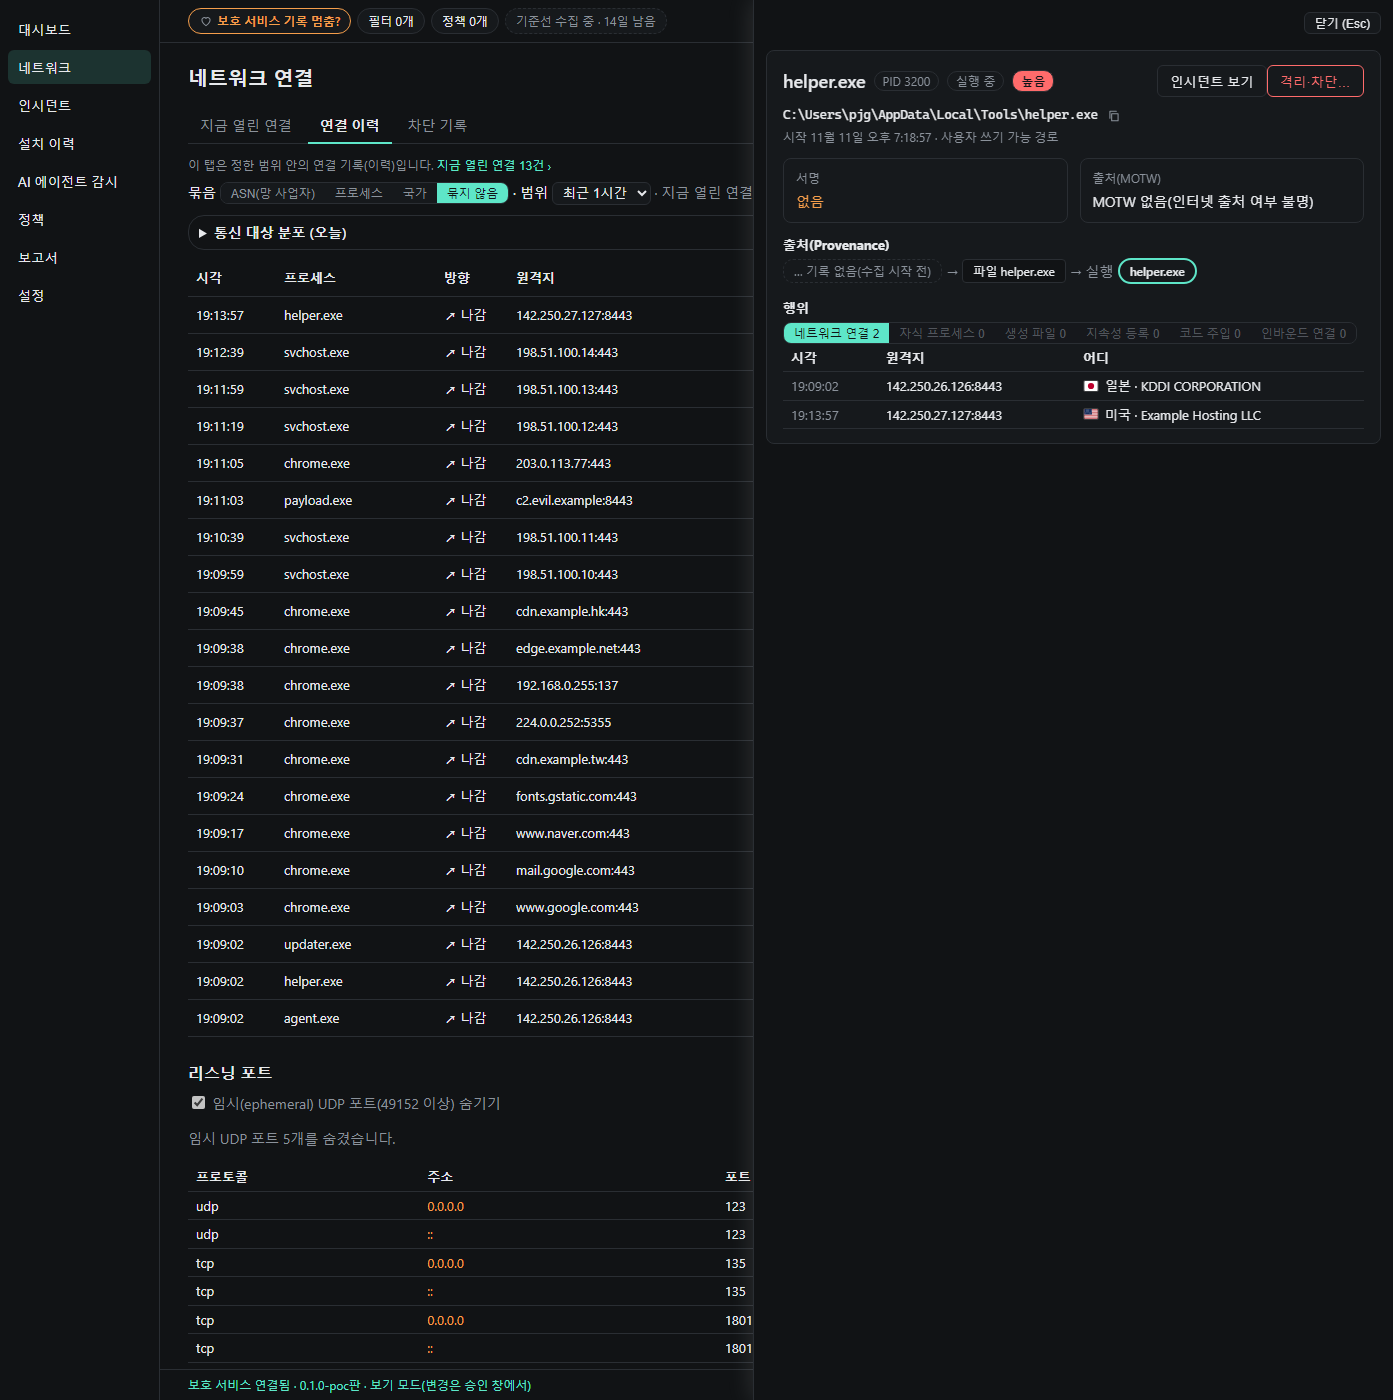 대시보드
네트워크
인시던트
설치 이력
AI 에이전트 감시
정책
보고서
설정
♡ 보호 서비스 기록 멈춤?
필터 0개
정책 0개
기준선 수집 중 · 14일 남음
네트워크 연결
지금 열린 연결
연결 이력
차단 기록
이 탭은 정한 범위 안의 연결 기록(이력)입니다. 지금 열린 연결 13건 ›
묶음 ASN(망 사업자) 프로세스 국가 묶지 않음 · 범위 최근 1시간 · 지금 열린 연결
▶ 통신 대상 분포 (오늘)
시각 프로세스 방향 원격지
19:13:57 helper.exe ↗ 나감 142.250.27.127:8443
19:12:39 svchost.exe ↗ 나감 198.51.100.14:443
19:11:59 svchost.exe ↗ 나감 198.51.100.13:443
19:11:19 svchost.exe ↗ 나감 198.51.100.12:443
19:11:05 chrome.exe ↗ 나감 203.0.113.77:443
19:11:03 payload.exe ↗ 나감 c2.evil.example:8443
19:10:39 svchost.exe ↗ 나감 198.51.100.11:443
19:09:59 svchost.exe ↗ 나감 198.51.100.10:443
19:09:45 chrome.exe ↗ 나감 cdn.example.hk:443
19:09:38 chrome.exe ↗ 나감 edge.example.net:443
19:09:38 chrome.exe ↗ 나감 192.168.0.255:137
19:09:37 chrome.exe ↗ 나감 224.0.0.252:5355
19:09:31 chrome.exe ↗ 나감 cdn.example.tw:443
19:09:24 chrome.exe ↗ 나감 fonts.gstatic.com:443
19:09:17 chrome.exe ↗ 나감 www.naver.com:443
19:09:10 chrome.exe ↗ 나감 mail.google.com:443
19:09:03 chrome.exe ↗ 나감 www.google.com:443
19:09:02 updater.exe ↗ 나감 142.250.26.126:8443
19:09:02 helper.exe ↗ 나감 142.250.26.126:8443
19:09:02 agent.exe ↗ 나감 142.250.26.126:8443
리스닝 포트
임시(ephemeral) UDP 포트(49152 이상) 숨기기
임시 UDP 포트 5개를 숨겼습니다.
프로토콜 주소 포트
udp 0.0.0.0 123
udp :: 123
tcp 0.0.0.0 135
tcp :: 135
tcp 0.0.0.0 1801
tcp :: 1801
보호 서비스 연결됨 · 0.1.0-poc판 · 보기 모드(변경은 승인 창에서)
닫기 (Esc)
helper.exe PID 3200 실행 중 높음 인시던트 보기 격리·차단...
C:\Users\pjg\AppData\Local\Tools\helper.exe
시작 11월 11일 오후 7:18:57 · 사용자 쓰기 가능 경로
서명
없음
출처(MOTW)
MOTW 없음(인터넷 출처 여부 불명)
출처(Provenance)
... 기록 없음(수집 시작 전) → 파일 helper.exe → 실행 helper.exe
행위
네트워크 연결 2 자식 프로세스 0 생성 파일 0 지속성 등록 0 코드 주입 0 인바운드 연결 0
시각 원격지 어디
19:09:02 142.250.26.126:8443 일본 · KDDI CORPORATION
19:13:57 142.250.27.127:8443 미국 · Example Hosting LLC